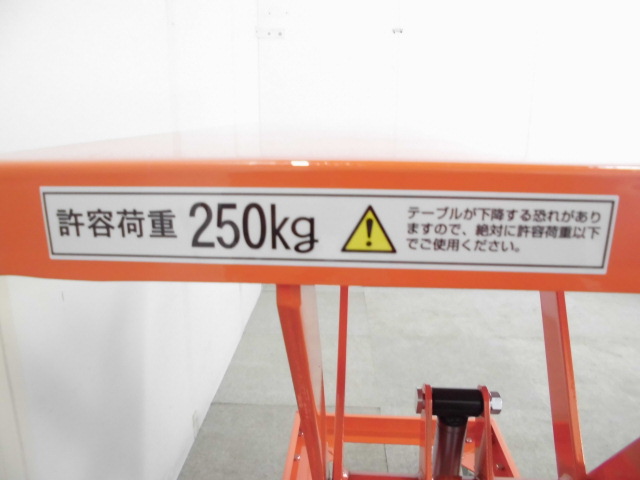 許容荷重 250kg
テーブルが下降する恐れがあり
ますので、絶対に許容荷重以下
でご使用ください。